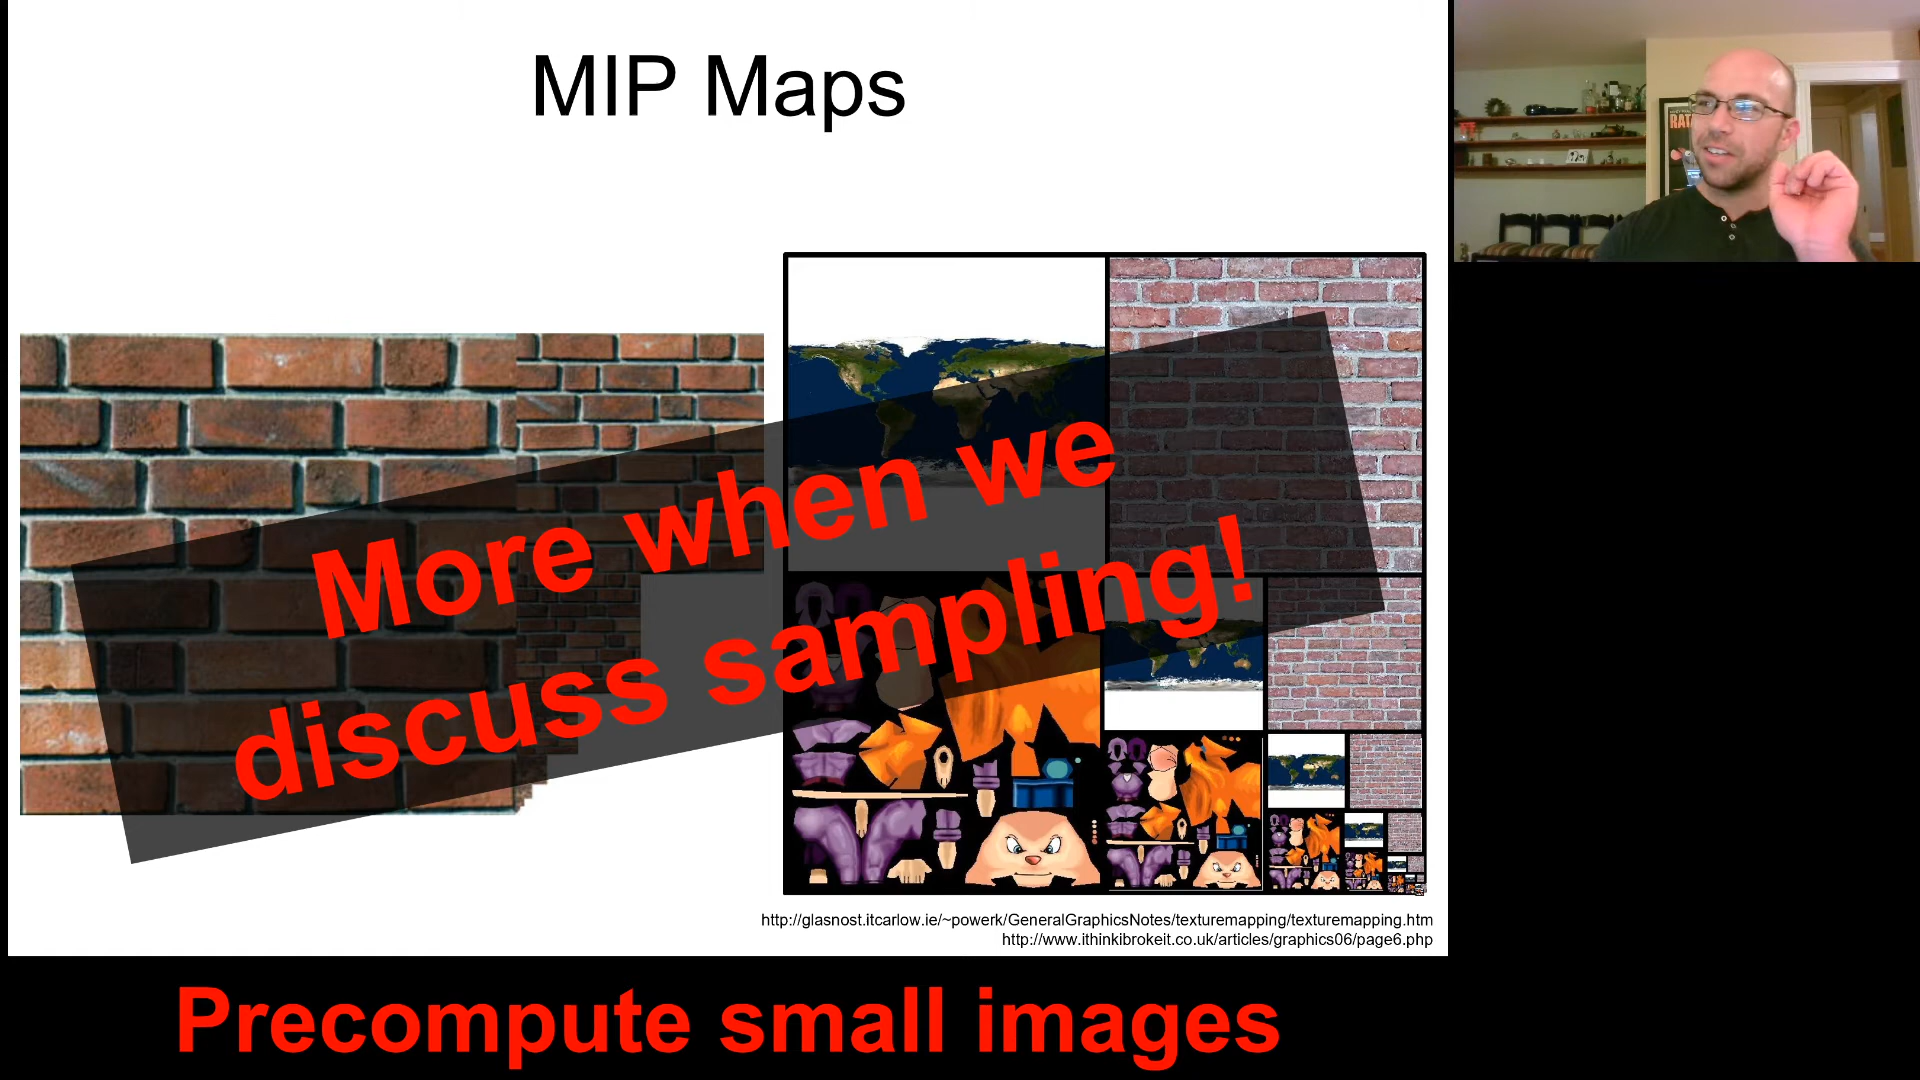 MIP Maps
RAT
More when we
discuss sampling!
http://glasnost.itcarlow.ie/~powerk/GeneralGraphicsNotes/texturemapping/texturemapping.htm
http://www.ithinkibrokeit.co.uk/articles/graphics06/page6.php
Precompute small images